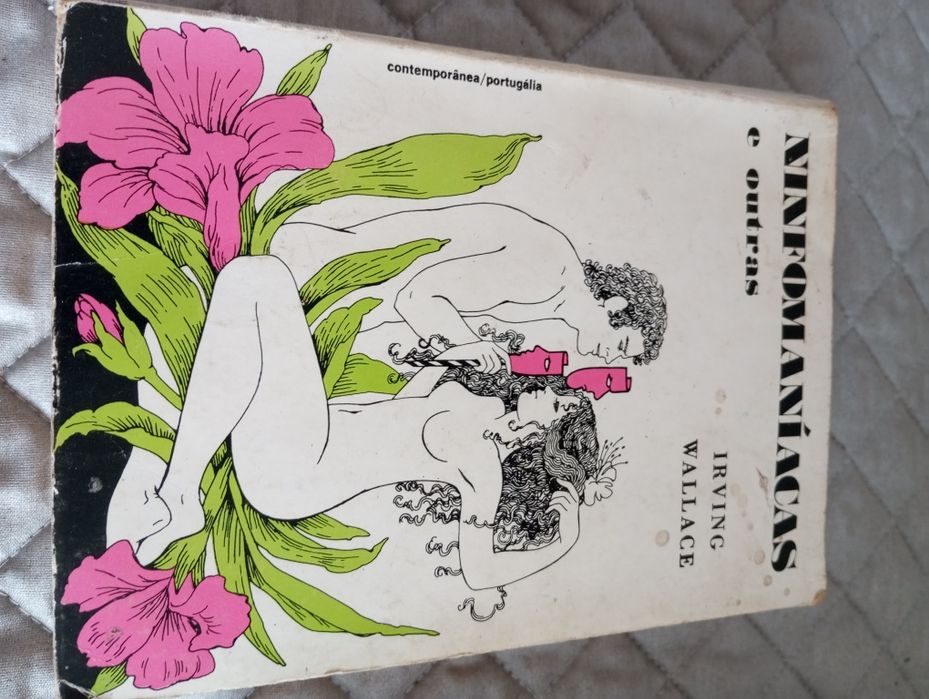 NINFOMANÍACAS
e outras
IRVING
WALLACE
contemporânea/portugália